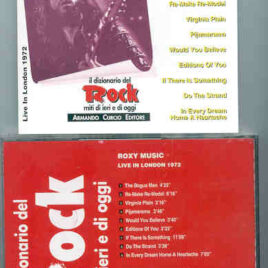 Live In London 1972
Re-Make Re-Model
Virginia Plain
Pijamarama
Would You Believe
Editions Of You
If There Is Something
Do The Strand
In Every Dream
Home A Heartache
il dizionario del
Rock
miti di ieri e di oggi
ARMANDO CURCIO EDITORE
ROXY MUSIC
LIVE IN LONDON 1972
The Bogus Man
Re-Make Re-Model
Virginia Plain
Pijamarama
Would You Believe
Editions Of You
If There Is Something
Do The Strand
In Every Dream Home A Heartache
zionario del
ock
ieri e di oggi